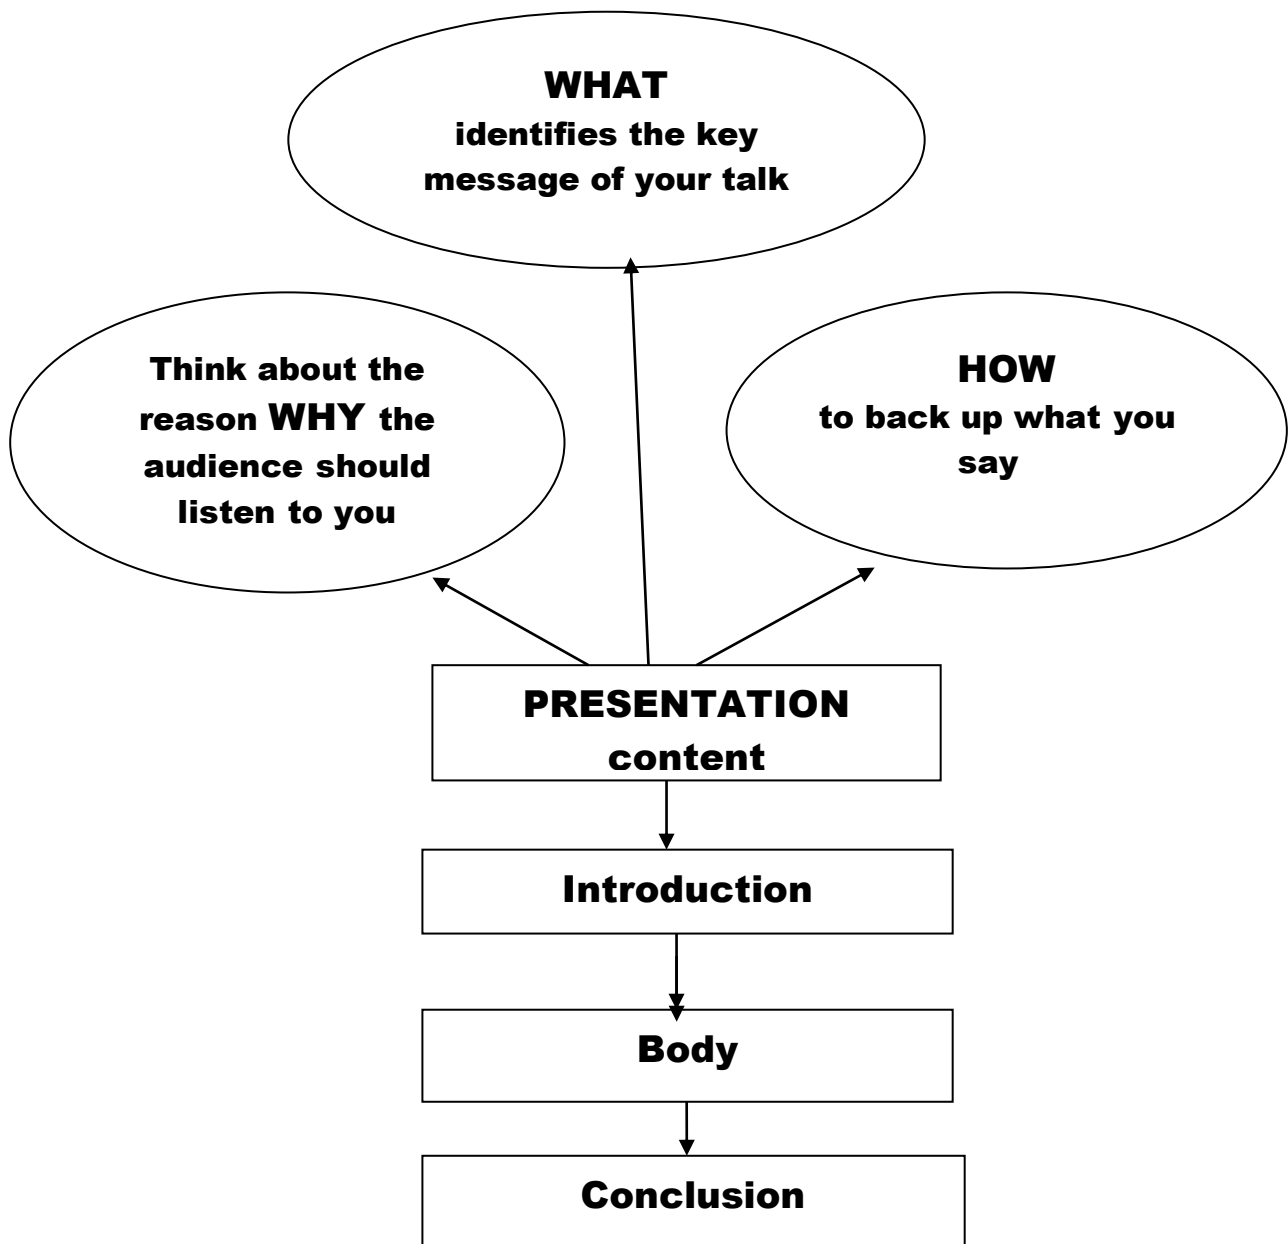 WHAT
identifies the key
message of your talk
Think about the
reason WHY the
audience should
listen to you
HOW
to back up what you
say
PRESENTATION
content
Introduction
Body
Conclusion